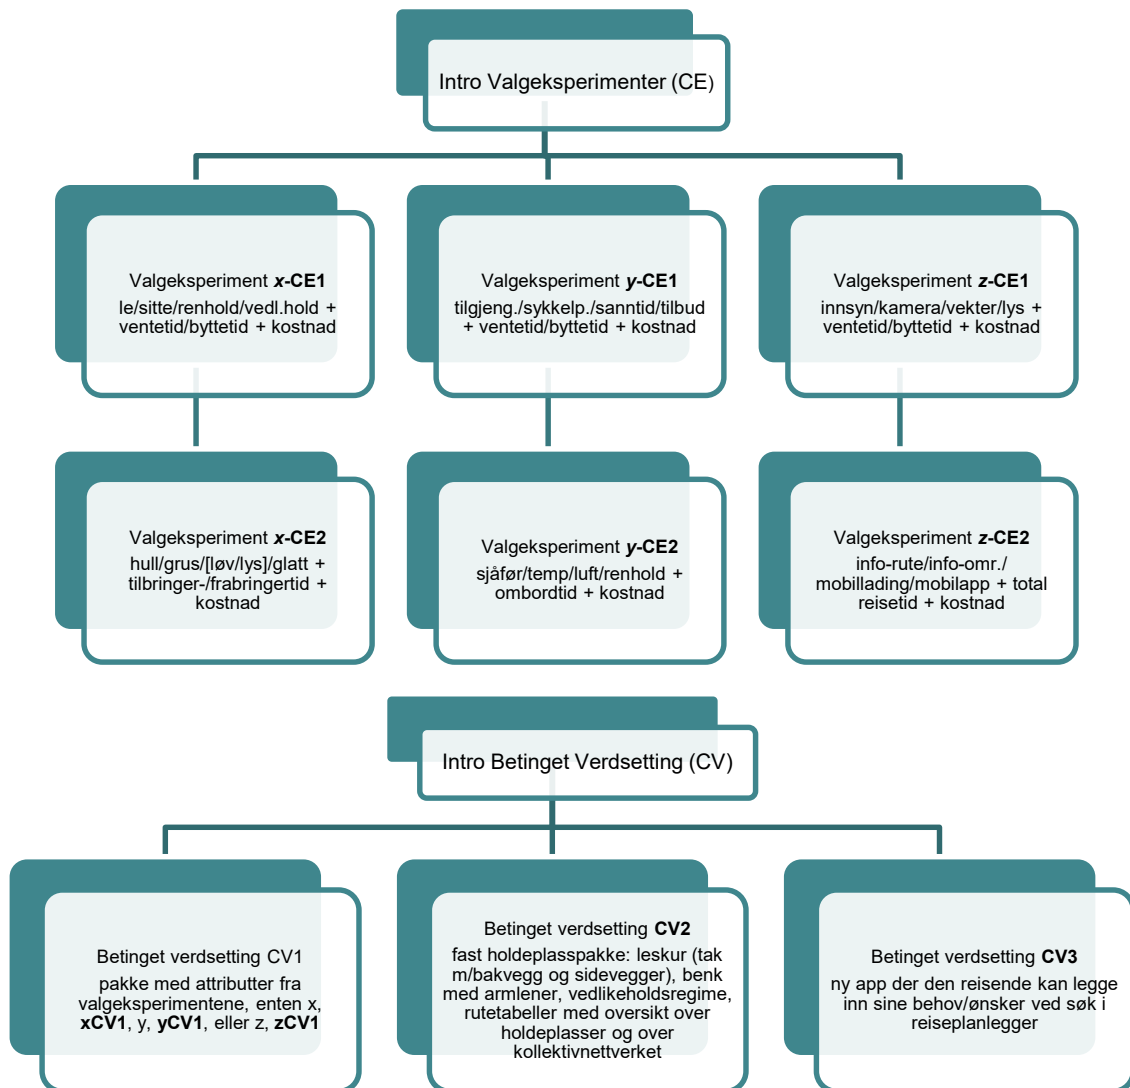 Intro Valgeksperimenter (CE)
Valgeksperiment x-CE1
le/sitte/renhold/vedl.hold +
ventetid/byttetid + kostnad
Valgeksperiment y-CE1
tilgjeng./sykkelp./sanntid/tilbud
+ ventetid/byttetid + kostnad
Valgeksperiment z-CE1
innsyn/kamera/vekter/lys +
ventetid/byttetid + kostnad
Valgeksperiment x-CE2
hull/grus/[løv/lys]/glatt +
tilbringer-/frabringertid +
kostnad
Valgeksperiment y-CE2
sjåfør/temp/luft/renhold +
ombordtid + kostnad
Valgeksperiment z-CE2
info-rute/info-omr./
mobillading/mobilapp + total
reisetid + kostnad
Intro Betinget Verdsetting (CV)
Betinget verdsetting CV1
pakke med attributter fra
valgeksperimentene, enten x,
xCV1, y, yCV1, eller z, zCV1
Betinget verdsetting CV2
fast holdeplasspakke: leskur (tak
m/bakvegg og sidevegger), benk
med armlener, vedlikeholdsregime,
rutetabeller med oversikt over
holdeplasser og over
kollektivnettverket
Betinget verdsetting CV3
ny app der den reisende kan legge
inn sine behov/ønsker ved søk i
reiseplanlegger